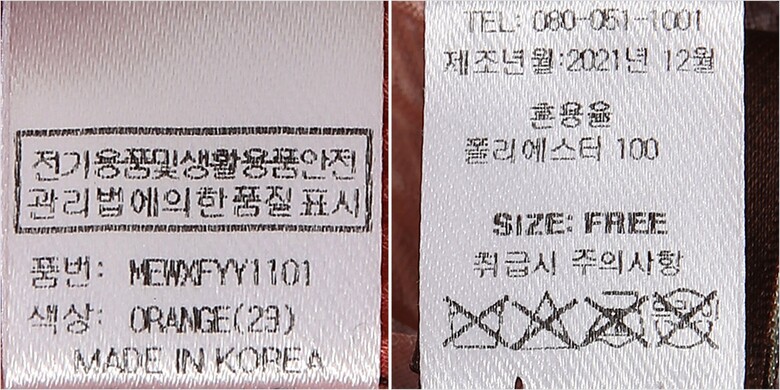 전기용품및생활용품안전
관리법에의한품질표시
품번: MEWXFYY1101
색상: ORANGE(23)
MADE IN KOREA
TEL: 080-051-1001
제조년월:2021년 12월
혼용율
폴리에스터 100
SIZE: FREE
취급시 주의사항